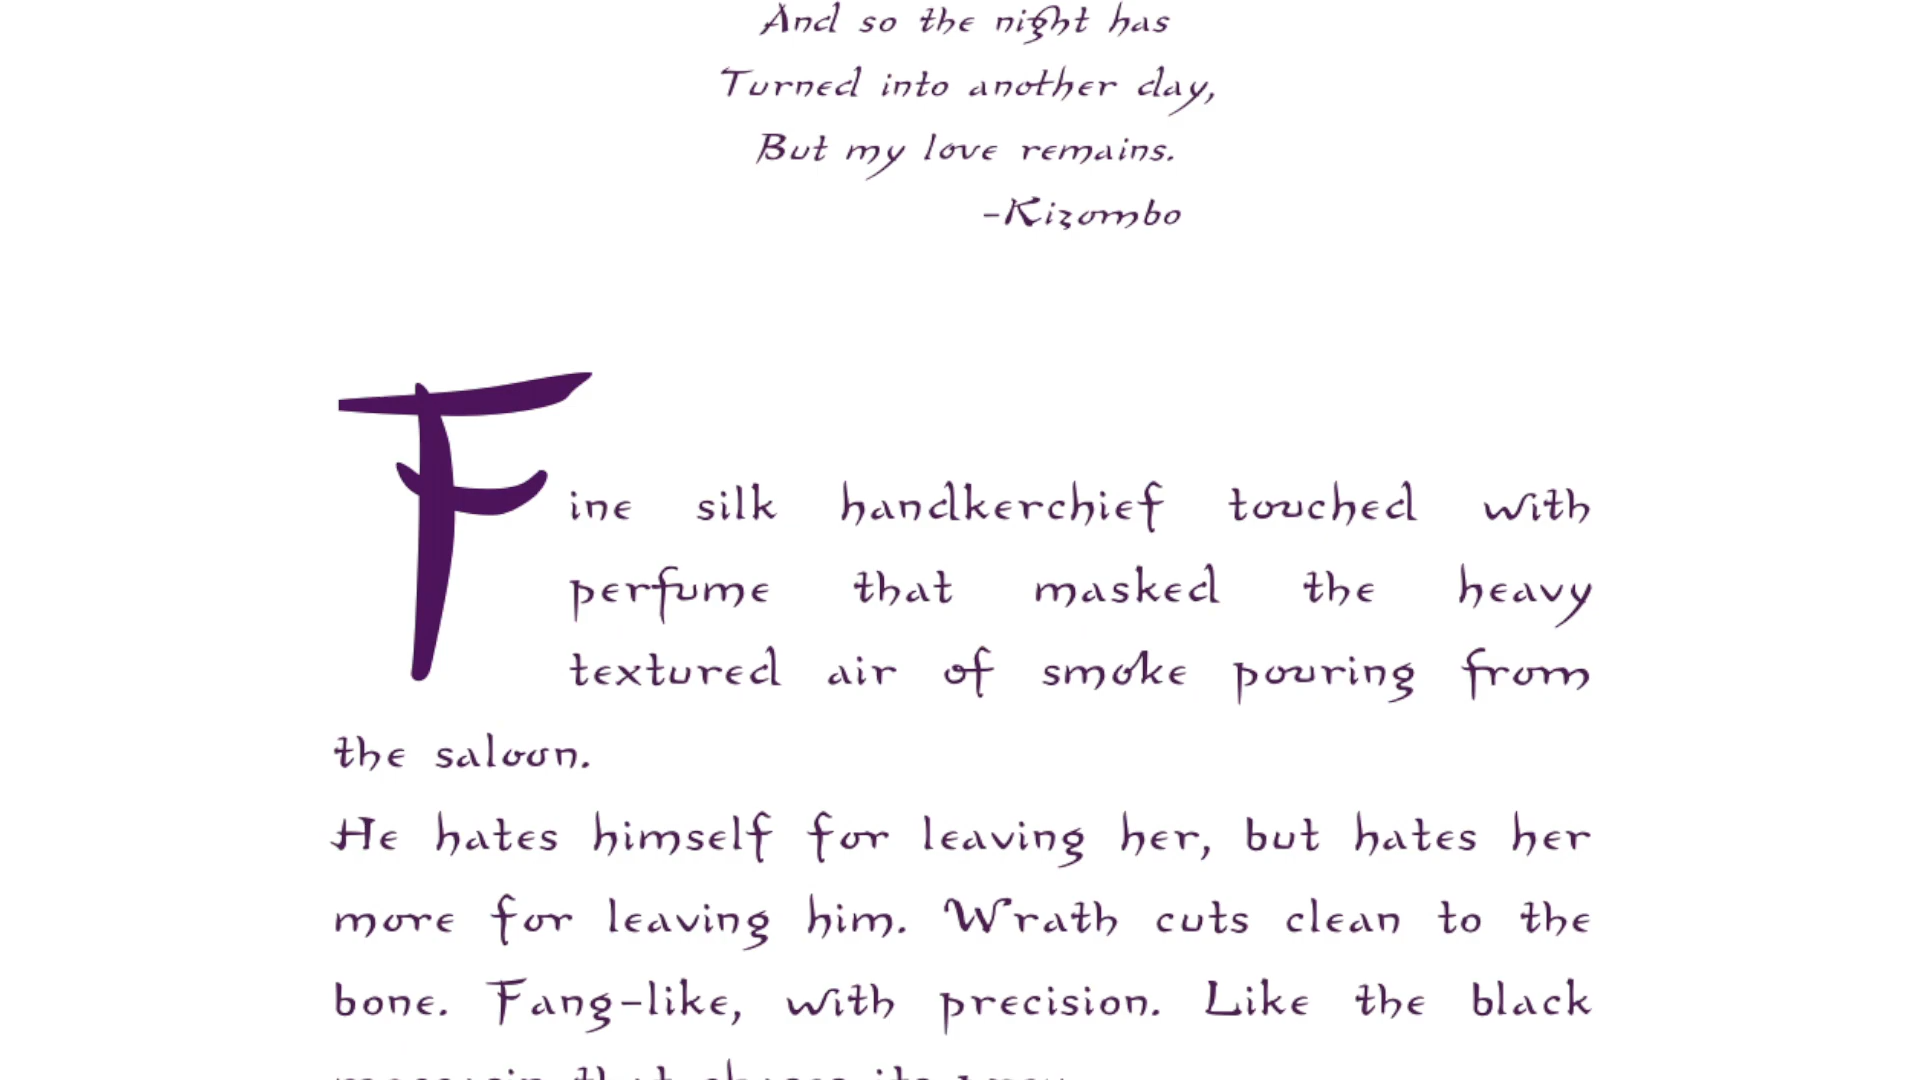 And so the night has
Turned into another day,
But my love remains.
-Kizombo
Fine silk handkerchief touched with
perfume that masked the heavy
textured air of smoke pouring from
the saloon.
He hates himself for leaving her, but hates her
more for leaving him. Wrath cuts clean to the
bone. Fang-like, with precision. Like the black